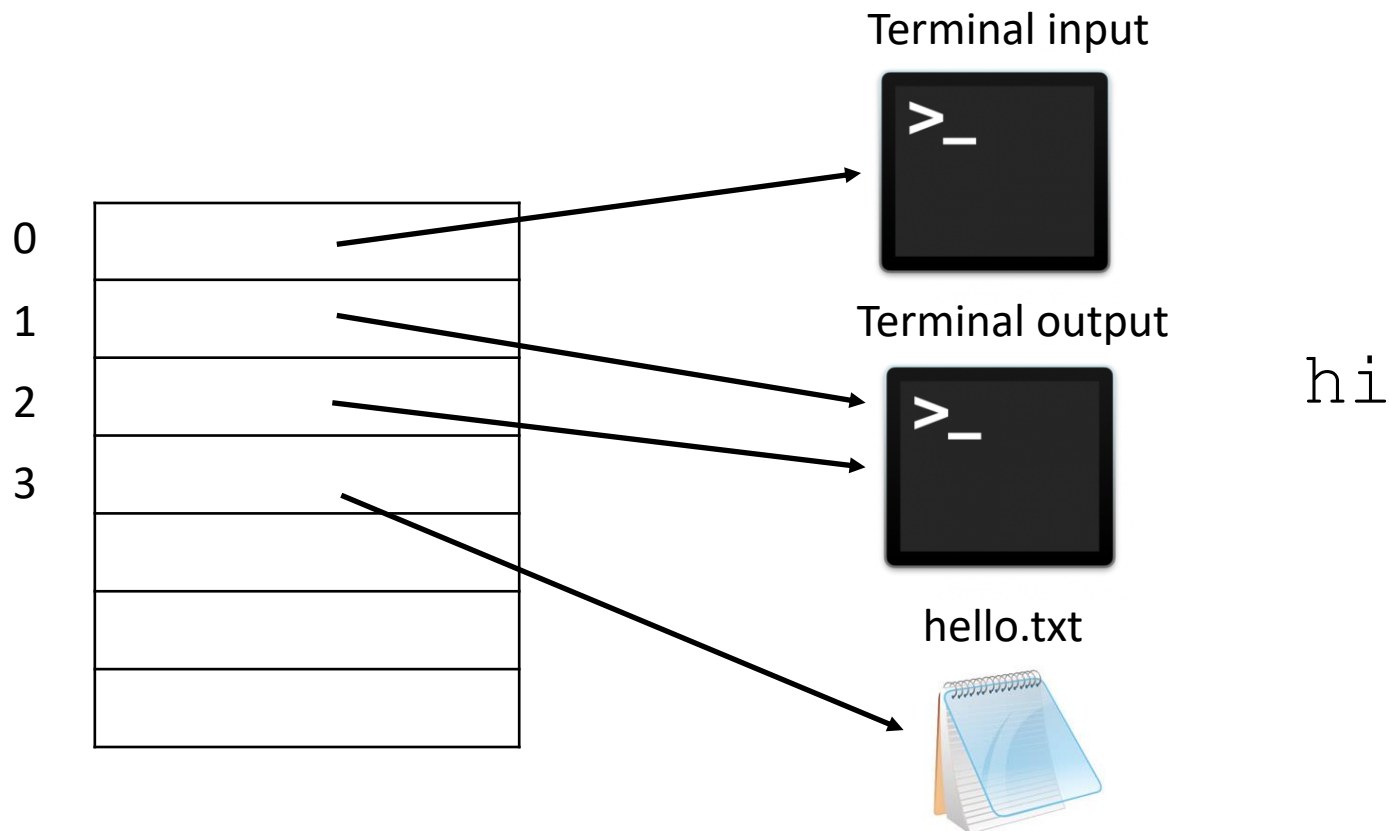 Terminal input
>_
0
1
Terminal output
hi
2
>_
3
hello.txt